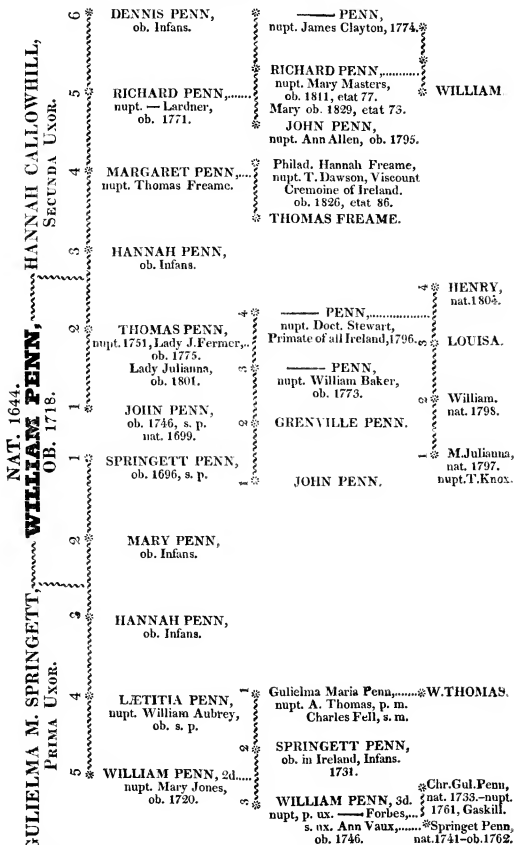 NAT. 1644.
WILLIAM PENN,
OB. 1718.
HANNAH CALLOWHILL,
SECUNDA UXOR.
GULIELMA M. SPRINGETT,
PRIMA UXOR.
6
DENNIS PENN,
ob. Infans.
5
RICHARD PENN,......
nupt. — Lardner,
ob. 1771.
4
MARGARET PENN,....
nupt. Thomas Freame.
3
HANNAH PENN,
ob. Infans.
2
THOMAS PENN,
nupt. 1751, Lady J. Fermer,..
ob. 1775.
Lady Julianna,
ob. 1801.
1
JOHN PENN,
ob. 1746, s. p.
nat. 1699.
1
SPRINGETT PENN,
ob. 1696, s. p.
2
MARY PENN,
ob. Infans.
3
HANNAH PENN,
ob. Infans.
4
LÆTITIA PENN,
nupt. William Aubrey,
ob. s. p.
5
WILLIAM PENN, 2d....
nupt. Mary Jones,
ob. 1720.
—— PENN,
nupt. James Clayton, 1774.
RICHARD PENN,...........
nupt. Mary Masters,
ob. 1811, etat 77.
Mary ob. 1829, etat 73.
JOHN PENN,
nupt. Ann Allen, ob. 1795.
WILLIAM
Philad. Hannah Freame,
nupt. T. Dawson, Viscount
Cremoine of Ireland.
ob. 1826, etat 86.
THOMAS FREAME.
4
—— PENN,................
nupt. Doct. Stewart,
Primate of all Ireland, 1796.
3
—— PENN,
nupt. William Baker,
ob. 1773.
2
GRENVILLE PENN.
1
JOHN PENN.
4
HENRY,
nat. 1804.
3
LOUISA.
2
William.
nat. 1798.
1
M. Julianna,
nat. 1797.
nupt. T. Knox.
1
Gulielma Maria Penn,.......W. THOMAS.
nupt. A. Thomas, p. m.
Charles Fell, s. m.
2
SPRINGETT PENN,
ob. in Ireland, Infans.
1731.
3
WILLIAM PENN, 3d.
nupt, p. ux. —— Forbes,...
s. ux. Ann Vaux,.......
ob. 1746.
Chr. Gul. Penn,
nat. 1733.-nupt.
1761, Gaskill.
Springet Penn,
nat. 1741-ob. 1762.